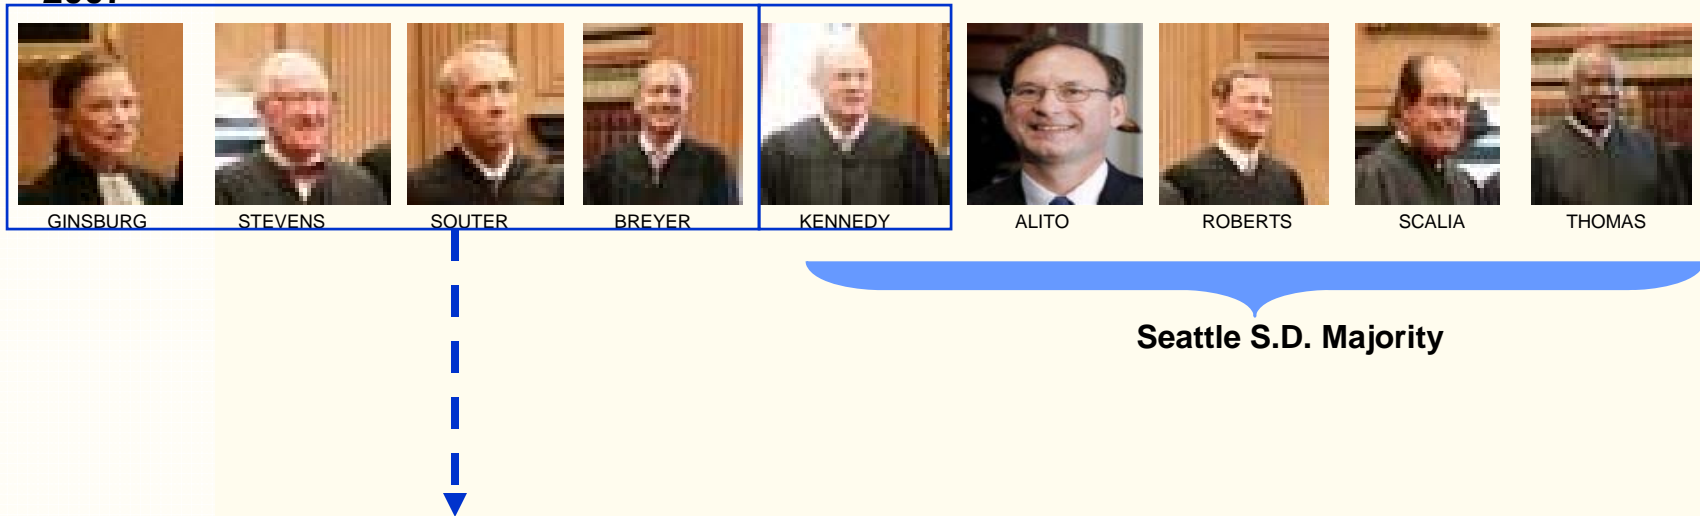 GINSBURG STEVENS SOUTER BREYER KENNEDY ALITO ROBERTS SCALIA THOMAS
Seattle S.D. Majority